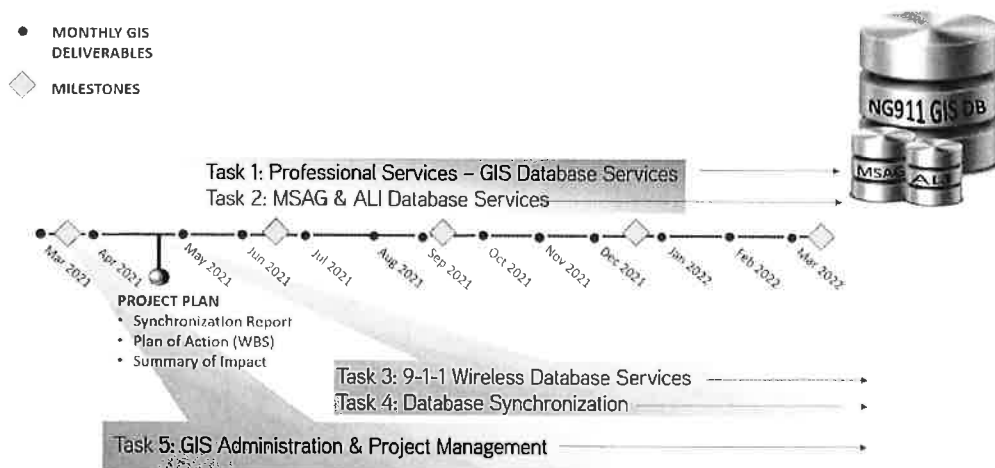 MONTHLY GIS
DELIVERABLES
MILESTONES
NG911 GIS DB
MSAG
ALI
Task 1: Professional Services – GIS Database Services
Task 2: MSAG & ALI Database Services
Mar 2021
Apr 2021
May 2021
Jun 2021
Jul 2021
Aug 2021
Sep 2021
Oct 2021
Nov 2021
Dec 2021
Jan 2022
Feb 2022
Mar 2022
PROJECT PLAN
• Synchronization Report
• Plan of Action (WBS)
• Summary of Impact
Task 3: 9-1-1 Wireless Database Services
Task 4: Database Synchronization
Task 5: GIS Administration & Project Management